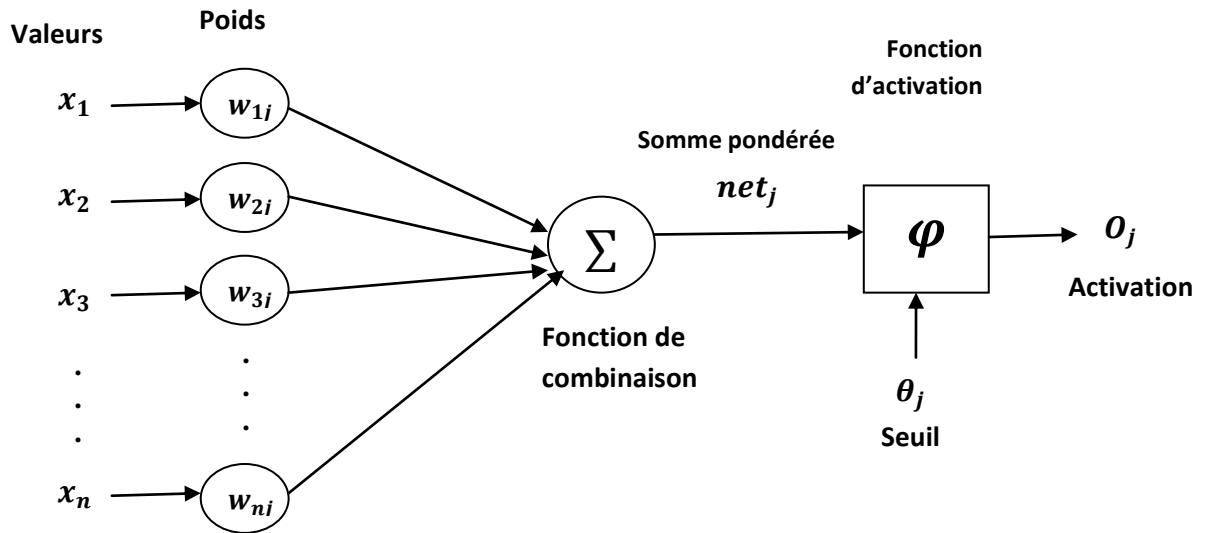 Valeurs
Poids
x₁
w₁ⱼ
x₂
w₂ⱼ
x₃
w₃ⱼ
.
.
.
.
.
.
xₙ
wₙⱼ
∑
Fonction de
combinaison
Somme pondérée
netⱼ
Fonction
d’activation
φ
θⱼ
Seuil
Oⱼ
Activation